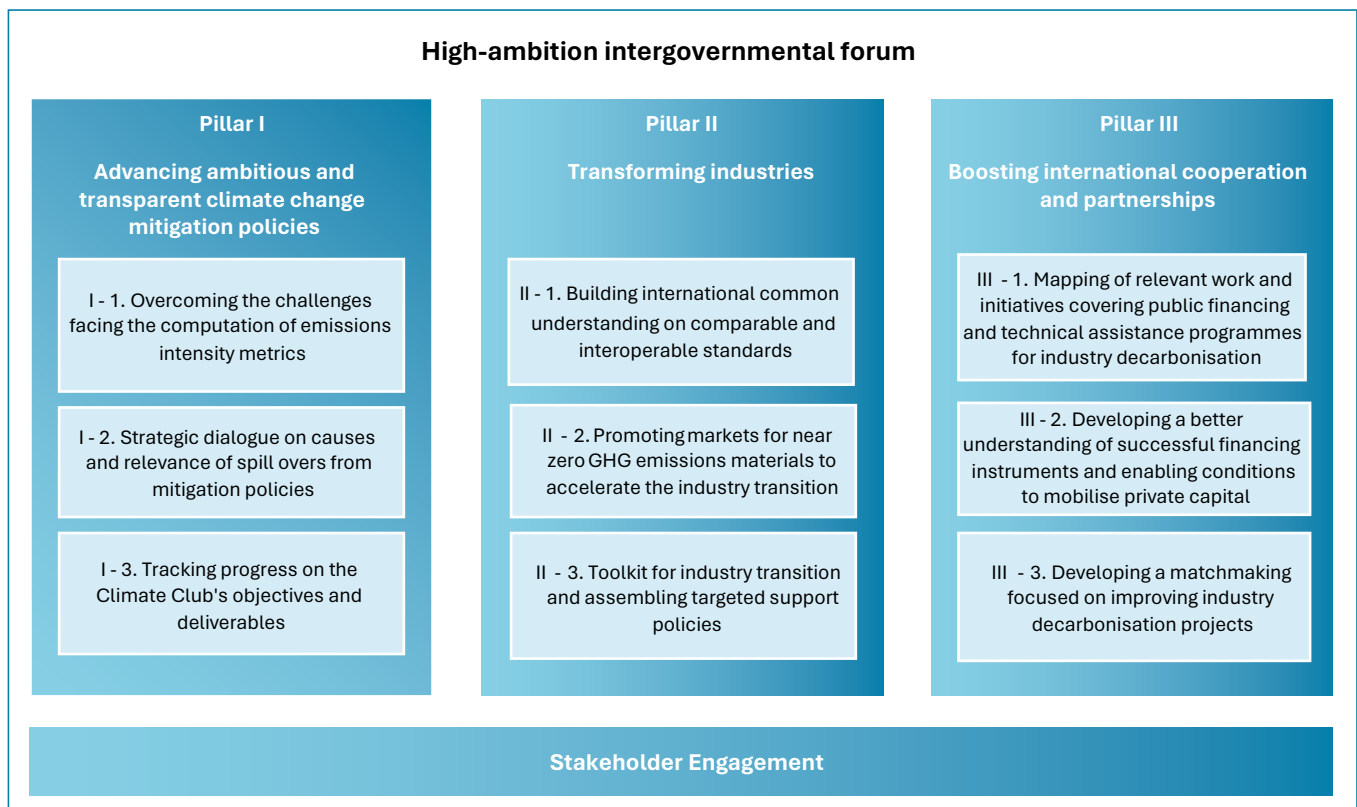 High-ambition intergovernmental forum
Pillar I
Advancing ambitious and
transparent climate change
mitigation policies
I - 1. Overcoming the challenges
facing the computation of emissions
intensity metrics
I - 2. Strategic dialogue on causes
and relevance of spill overs from
mitigation policies
I - 3. Tracking progress on the
Climate Club's objectives and
deliverables
Pillar II
Transforming industries
II - 1. Building international common
understanding on comparable and
interoperable standards
II - 2. Promoting markets for near
zero GHG emissions materials to
accelerate the industry transition
II - 3. Toolkit for industry transition
and assembling targeted support
policies
Pillar III
Boosting international cooperation
and partnerships
III - 1. Mapping of relevant work and
initiatives covering public financing
and technical assistance programmes
for industry decarbonisation
III - 2. Developing a better
understanding of successful financing
instruments and enabling conditions
to mobilise private capital
III - 3. Developing a matchmaking
focused on improving industry
decarbonisation projects
Stakeholder Engagement